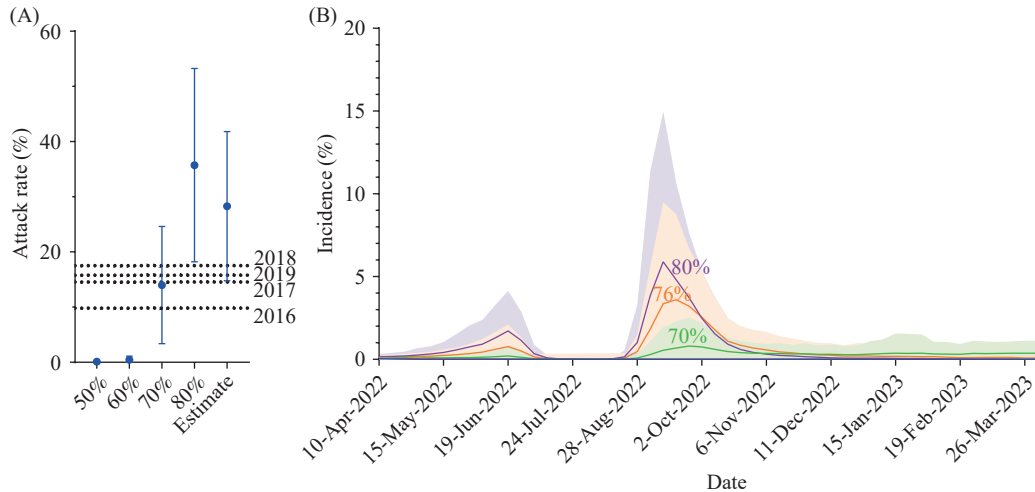 (A)
60
40
20
0
Attack rate (%)
2018
2019
2017
2016
50%
60%
70%
80%
Estimate
(B)
20
15
10
5
0
Incidence (%)
80%
76%
70%
10-Apr-2022
15-May-2022
19-Jun-2022
24-Jul-2022
28-Aug-2022
2-Oct-2022
6-Nov-2022
11-Dec-2022
15-Jan-2023
19-Feb-2023
26-Mar-2023
Date